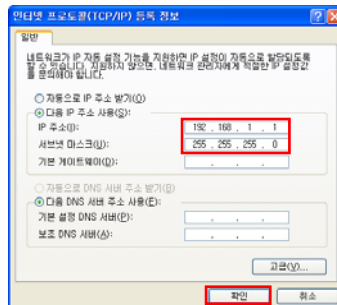 인터넷 프로토콜(TCP/IP) 등록 정보
일반
네트워크가 IP 자동 설정 기능을 지원하면 IP 설정이 자동으로 할당되도록
할 수 있습니다. 지원하지 않으면, 네트워크 관리자에게 적절한 IP 설정값
을 문의해야 합니다.
자동으로 IP 주소 받기(O)
다음 IP 주소 사용(S):
IP 주소(I): 192 . 168 . 1 . 1
서브넷 마스크(U): 255 . 255 . 255 . 0
기본 게이트웨이(D): . . .
자동으로 DNS 서버 주소 받기(B)
다음 DNS 서버 주소 사용(E):
기본 설정 DNS 서버(P): . . .
보조 DNS 서버(A): . . .
고급(V)...
확인 취소